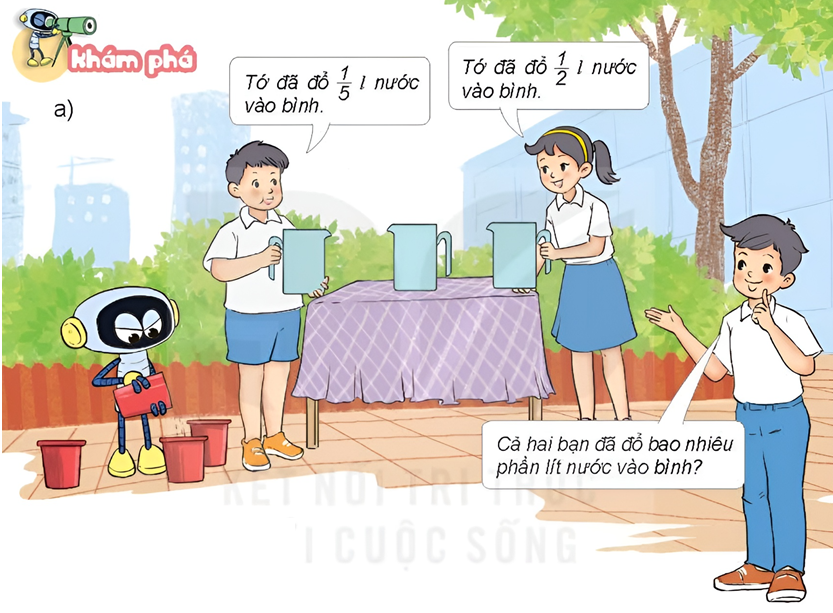 khám phá
a)
Tớ đã đổ 1/5 l nước
vào bình.
Tớ đã đổ 1/2 l nước
vào bình.
Cả hai bạn đã đổ bao nhiêu
phần lít nước vào bình?
KẾT NỐI TRI THỨC
I CUỘC SỐNG